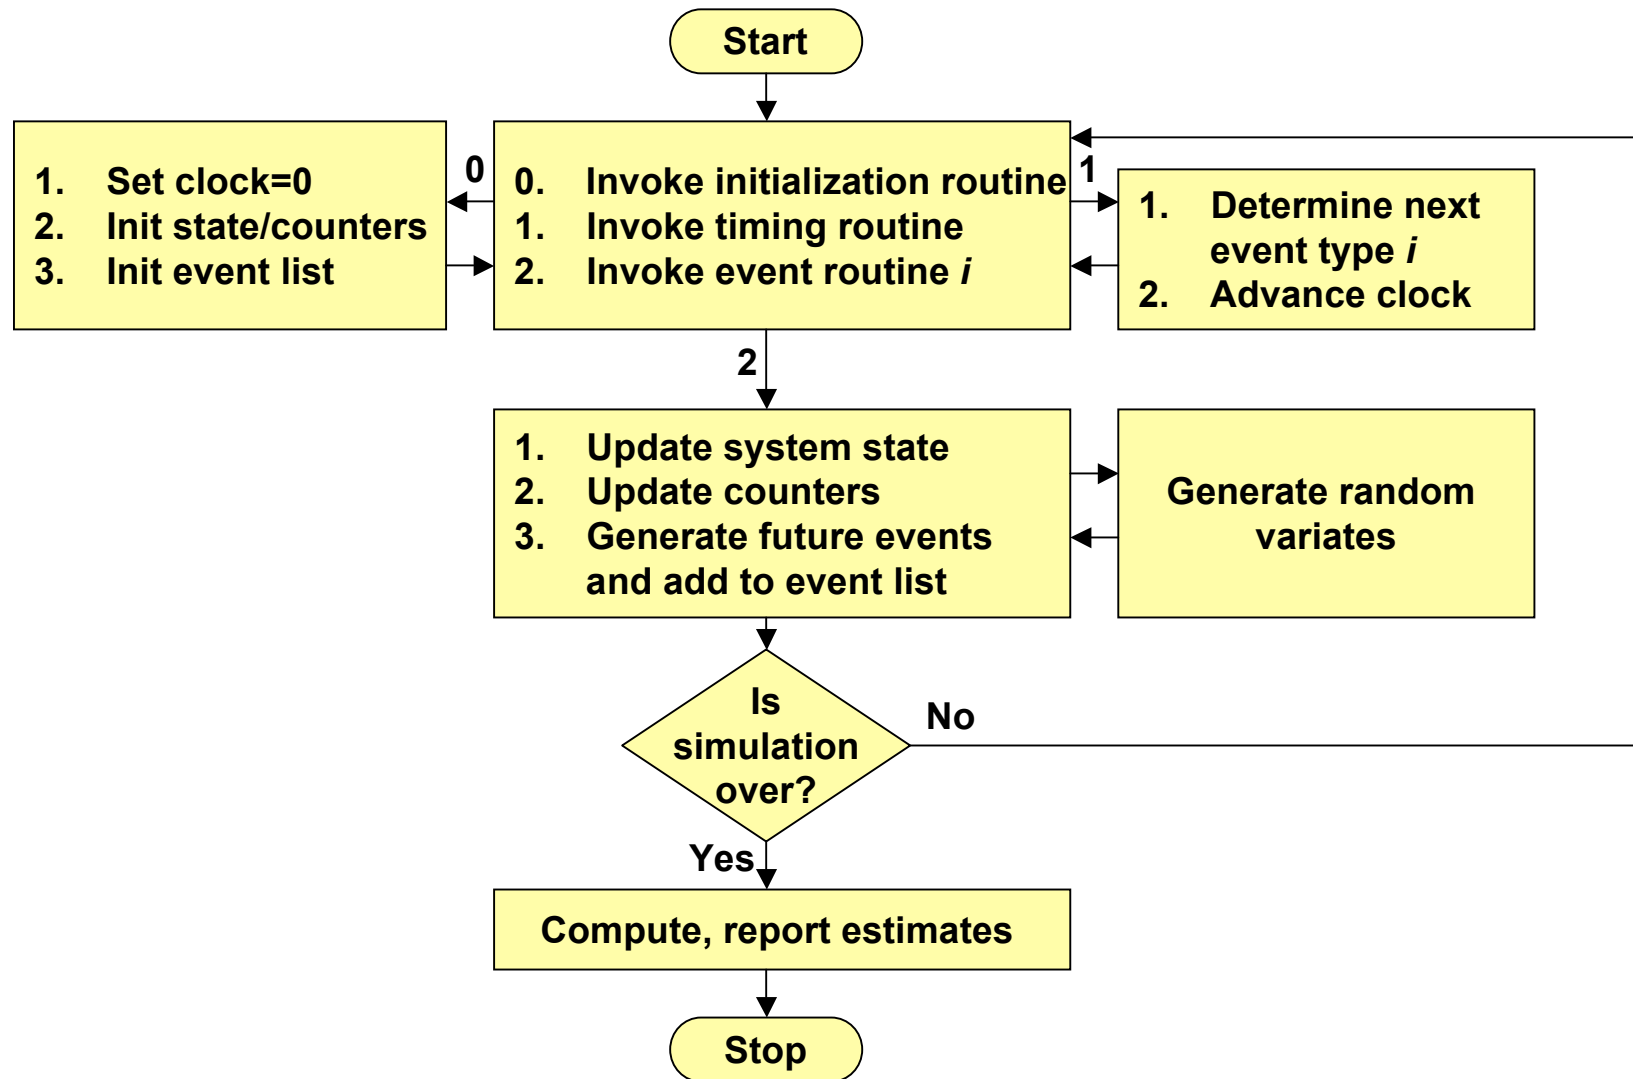 Start
1. Set clock=0
2. Init state/counters
3. Init event list
0
0. Invoke initialization routine
1. Invoke timing routine
2. Invoke event routine i
1
1. Determine next
event type i
2. Advance clock
2
1. Update system state
2. Update counters
3. Generate future events
and add to event list
Generate random
variates
Is
simulation
over?
No
Yes
Compute, report estimates
Stop